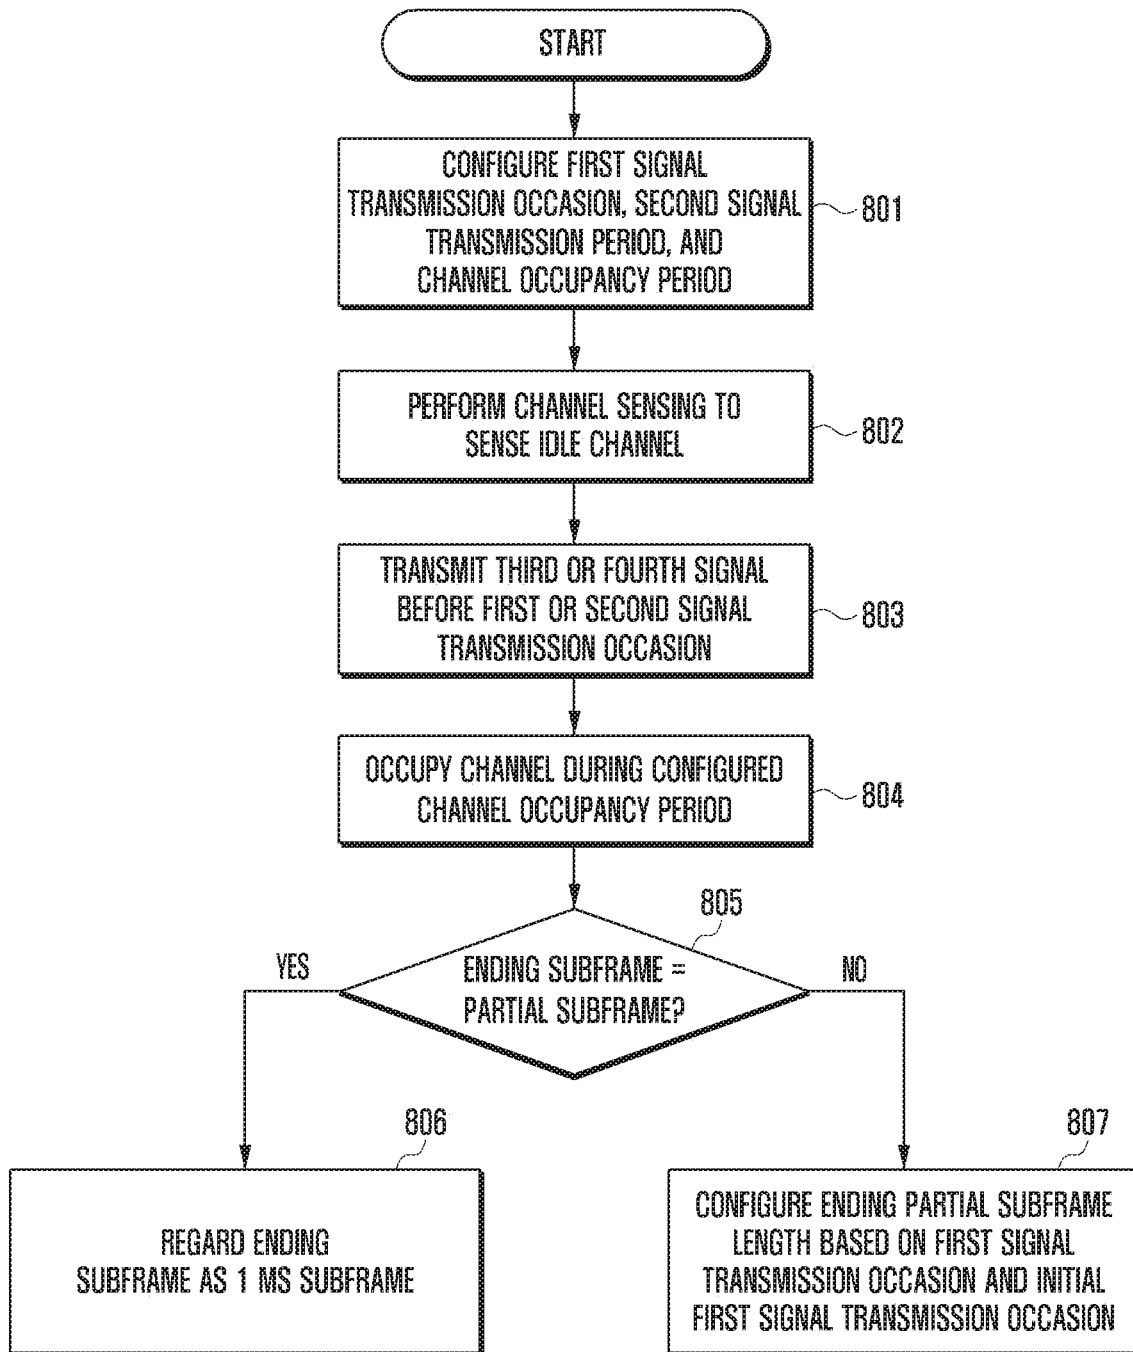 START
CONFIGURE FIRST SIGNAL
TRANSMISSION OCCASION, SECOND SIGNAL
TRANSMISSION PERIOD, AND
CHANNEL OCCUPANCY PERIOD
801
PERFORM CHANNEL SENSING TO
SENSE IDLE CHANNEL
802
TRANSMIT THIRD OR FOURTH SIGNAL
BEFORE FIRST OR SECOND SIGNAL
TRANSMISSION OCCASION
803
OCCUPY CHANNEL DURING CONFIGURED
CHANNEL OCCUPANCY PERIOD
804
805
YES
ENDING SUBFRAME =
PARTIAL SUBFRAME?
NO
806
REGARD ENDING
SUBFRAME AS 1 MS SUBFRAME
807
CONFIGURE ENDING PARTIAL SUBFRAME
LENGTH BASED ON FIRST SIGNAL
TRANSMISSION OCCASION AND INITIAL
FIRST SIGNAL TRANSMISSION OCCASION